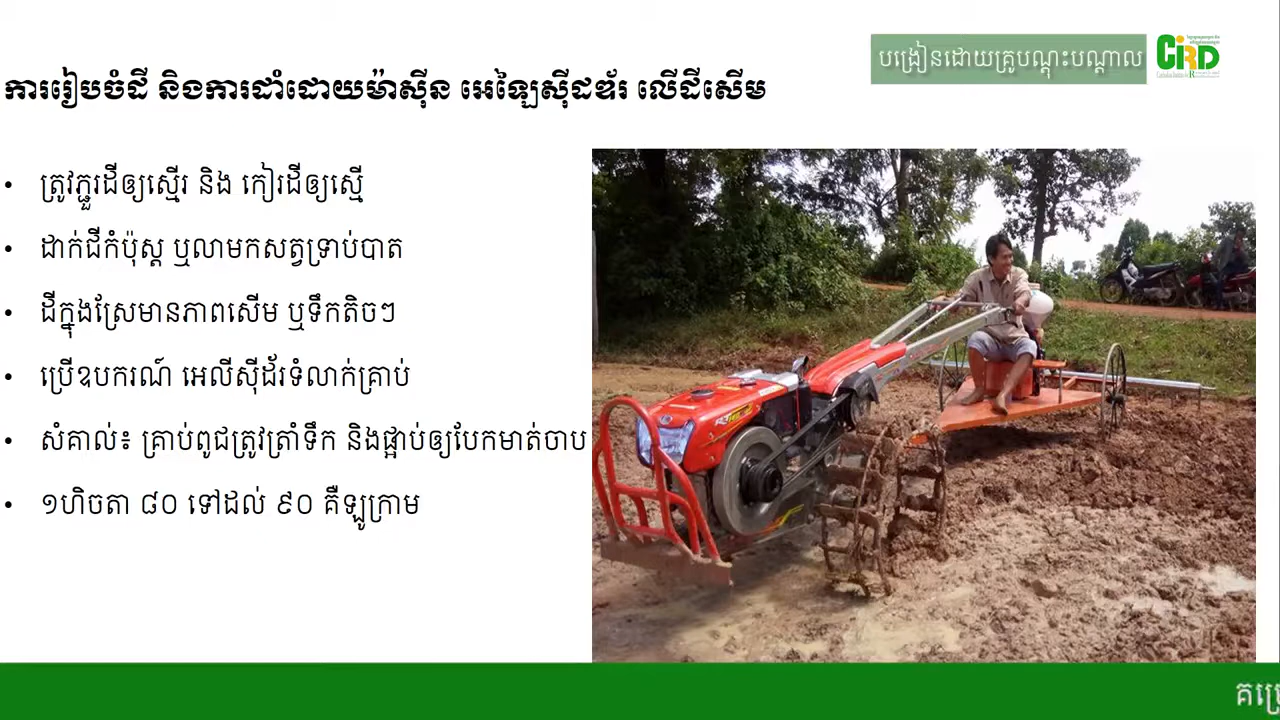 បង្រៀនដោយគ្រូបណ្តុះបណ្តាល
CIRD
ការរៀបចំដី និងការដាំដោយម៉ាស៊ីន អេឡៃស៊ីដឌ័រ លើដីសើម
• ត្រូវភ្ជួរដីឲ្យស្មើរ និង កៀរដីឲ្យស្មើ
• ដាក់ជីកំប៉ុស្ត ឬលាមកសត្វទ្រាប់បាត
• ដីក្នុងស្រែមានភាពសើម ឬទឹកតិចៗ
• ប្រើឧបករណ៍ អេលីស៊ីដ័រទំលាក់គ្រាប់
• សំគាល់៖ គ្រាប់ពូជត្រូវត្រាំទឹក និងផ្អាប់ឲ្យបែកមាត់ចាប
• ១ហិចតា ៨០ ទៅដល់ ៩០ គីឡូក្រាម